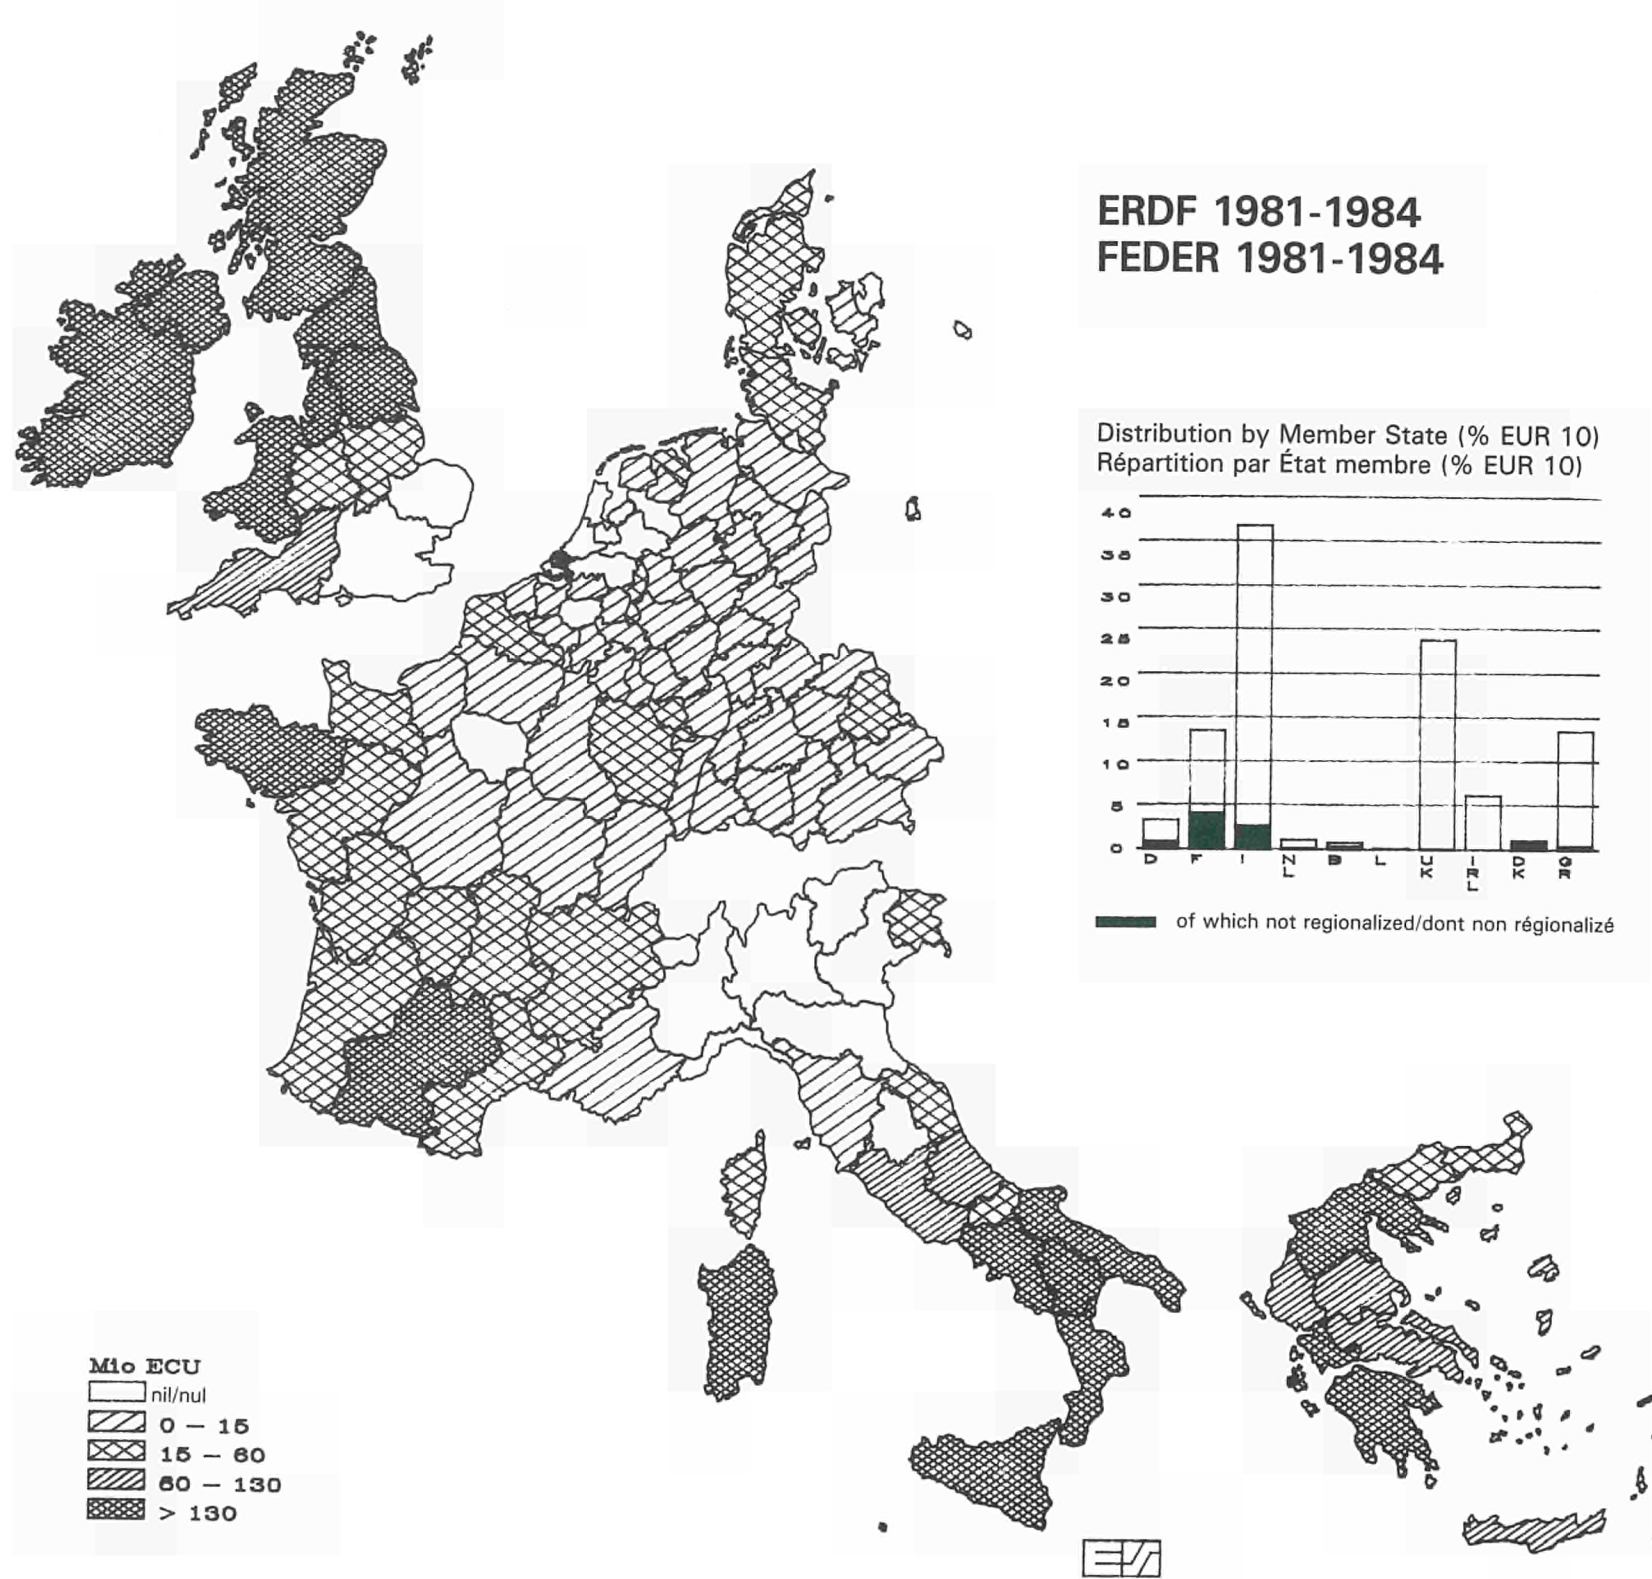 ERDF 1981-1984
FEDER 1981-1984
Distribution by Member State (% EUR 10)
Répartition par État membre (% EUR 10)
40
35
30
25
20
15
10
5
0
D F I NL B L UK IRL DK GR
of which not regionalized/dont non régionalizé
Mio ECU
nil/nul
0 – 15
15 – 60
60 – 130
> 130